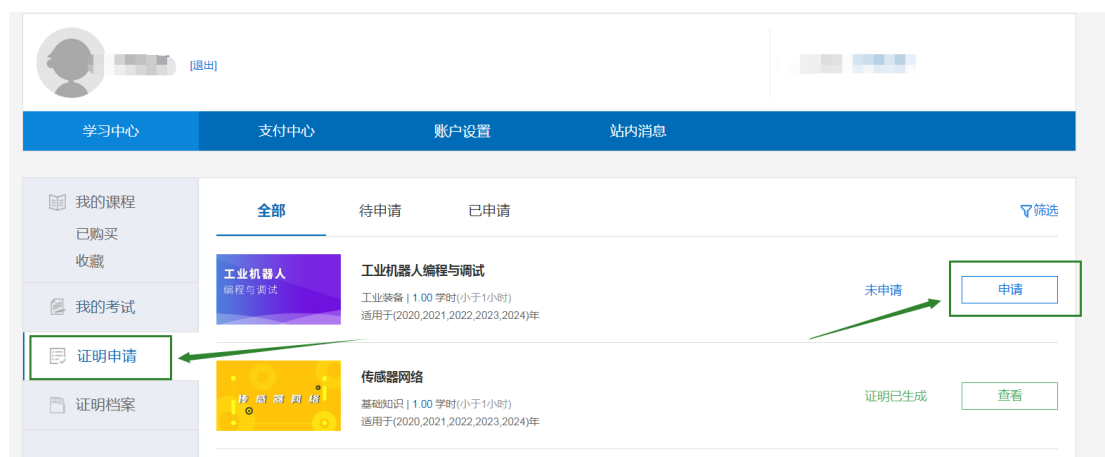 [退出]
学习中心
支付中心
账户设置
站内消息
我的课程
已购买
收藏
我的考试
证明申请
证明档案
全部
待申请
已申请
筛选
工业机器人
编程与调试
工业机器人编程与调试
工业装备 | 1.00 学时(小于1小时)
适用于(2020,2021,2022,2023,2024)年
未申请
申请
传感器网络
传感器网络
基础知识 | 1.00 学时(小于1小时)
适用于(2020,2021,2022,2023,2024)年
证明已生成
查看